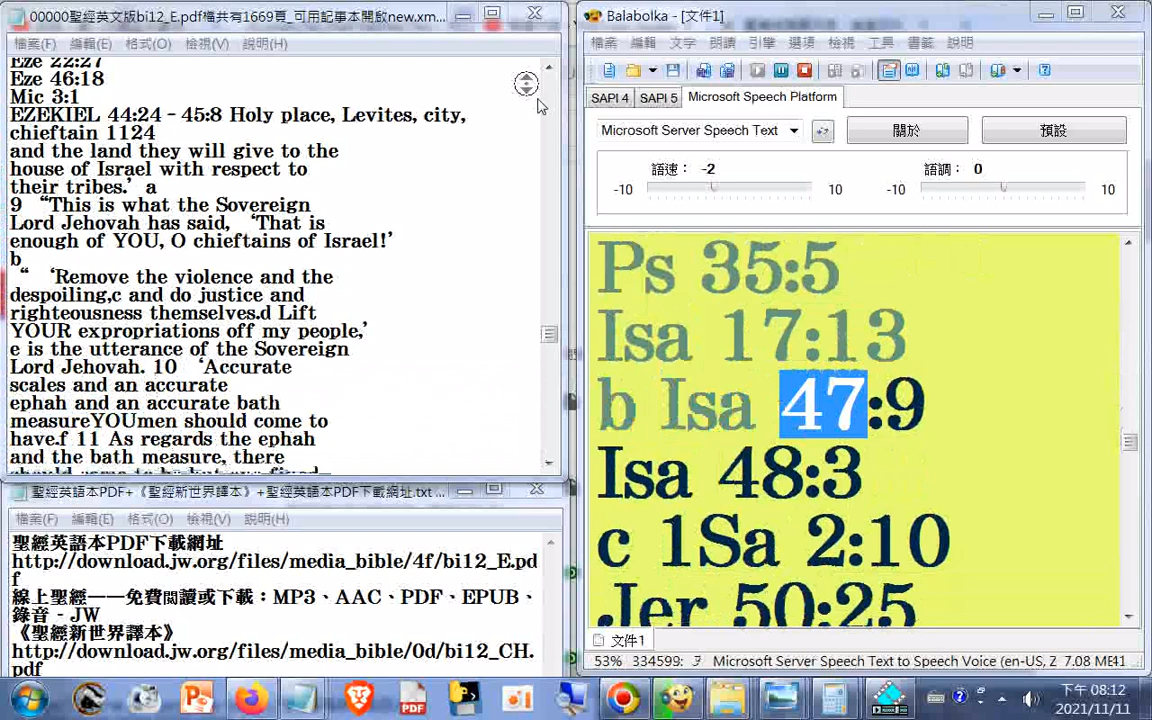 00000聖經英文版bi12_E.pdf檔共有1669頁_可用記事本開啟new.xm...
檔案(F) 編輯(E) 格式(O) 檢視(V) 說明(H)
Eze 22:27
Eze 46:18
Mic 3:1
EZEKIEL 44:24–45:8 Holy place, Levites, city,
chieftain 1124
and the land they will give to the
house of Israel with respect to
their tribes.’ a
9 “This is what the Sovereign
Lord Jehovah has said, ‘That is
enough of YOU, O chieftains of Israel!’
b
“ ‘Remove the violence and the
despoiling,c and do justice and
righteousness themselves.d Lift
YOUR expropriations off my people,’
e is the utterance of the Sovereign
Lord Jehovah. 10 ‘Accurate
scales and an accurate
ephah and an accurate bath
measureYOUmen should come to
have.f 11 As regards the ephah
and the bath measure, there
聖經英語本PDF+《聖經新世界譯本》+聖經英語本PDF下載網址.txt ...
檔案(F) 編輯(E) 格式(O) 檢視(V) 說明(H)
聖經英語本PDF下載網址
http://download.jw.org/files/media_bible/4f/bi12_E.pd
f
線上聖經——免費閱讀或下載：MP3、AAC、PDF、EPUB、
錄音 - JW
《聖經新世界譯本》
http://download.jw.org/files/media_bible/0d/bi12_CH.
pdf
Balabolka - [文件1]
檔案 編輯 文字 朗讀 引擎 選項 檢視 工具 書籤 說明
SAPI 4 SAPI 5 Microsoft Speech Platform
Microsoft Server Speech Text 關於 預設
語速： -2 語調： 0
-10 10 -10 10
Ps 35:5
Isa 17:13
b Isa 47:9
Isa 48:3
c 1Sa 2:10
Jer 50:25
文件1
53% 334599: Microsoft Server Speech Text to Speech Voice (en-US, Z 7.08 ME41
PDF
下午 08:12
2021/11/11